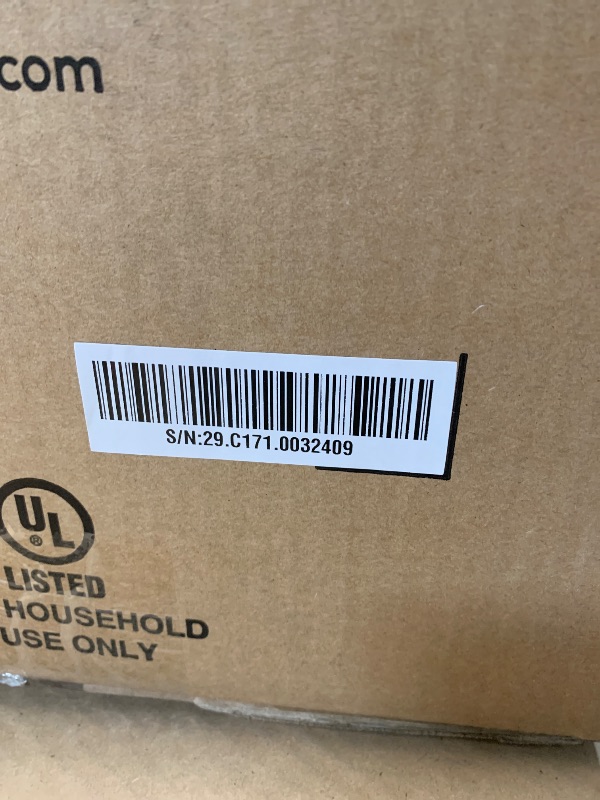 .com
S/N:29.C171.0032409
UL
®
LISTED
HOUSEHOLD
USE ONLY